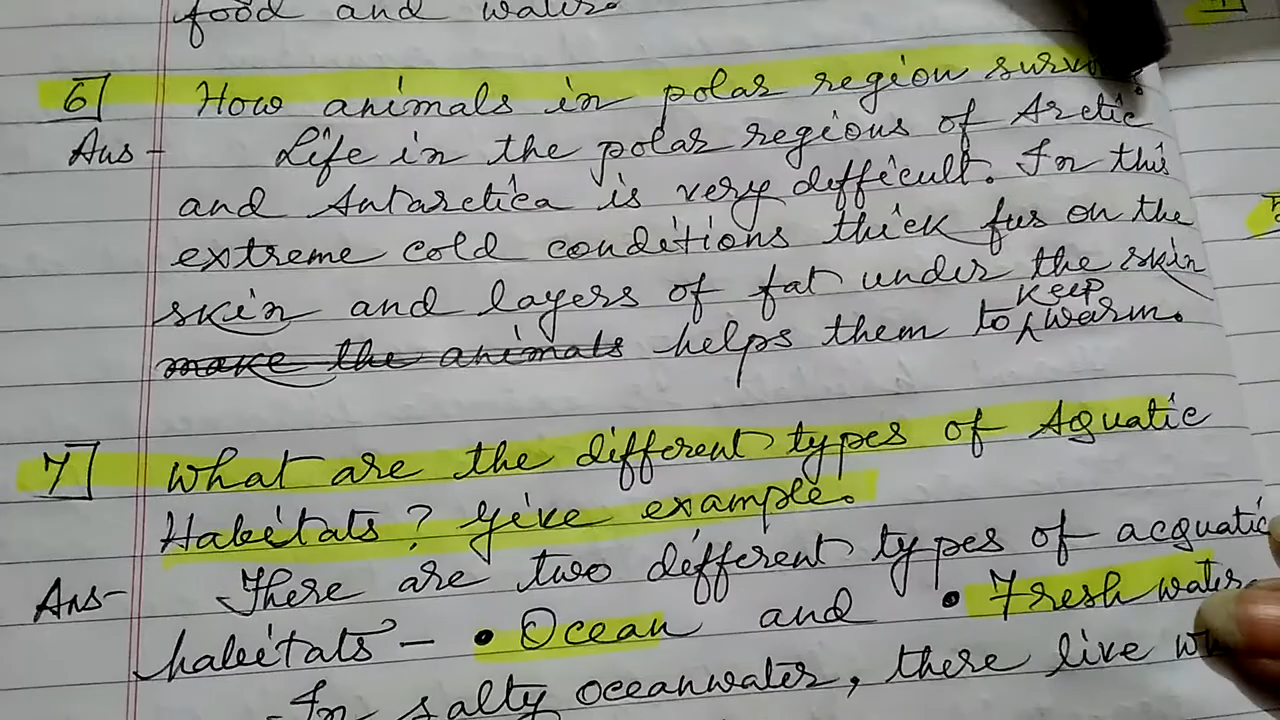 food and water.
6 How animals in polar region
Ans - Life in the polar regions of Arctic
and Antarctica is very difficult. In this
extreme cold conditions thick fur on the
skin and layers of fat under the skin
make the animals helps them to keep warm.
7 What are the different types of Aquatic
Habitats? Give example.
Ans- There are two different types of acquatic
habitats - • Ocean and • Fresh water
- In salty oceanwater, there live